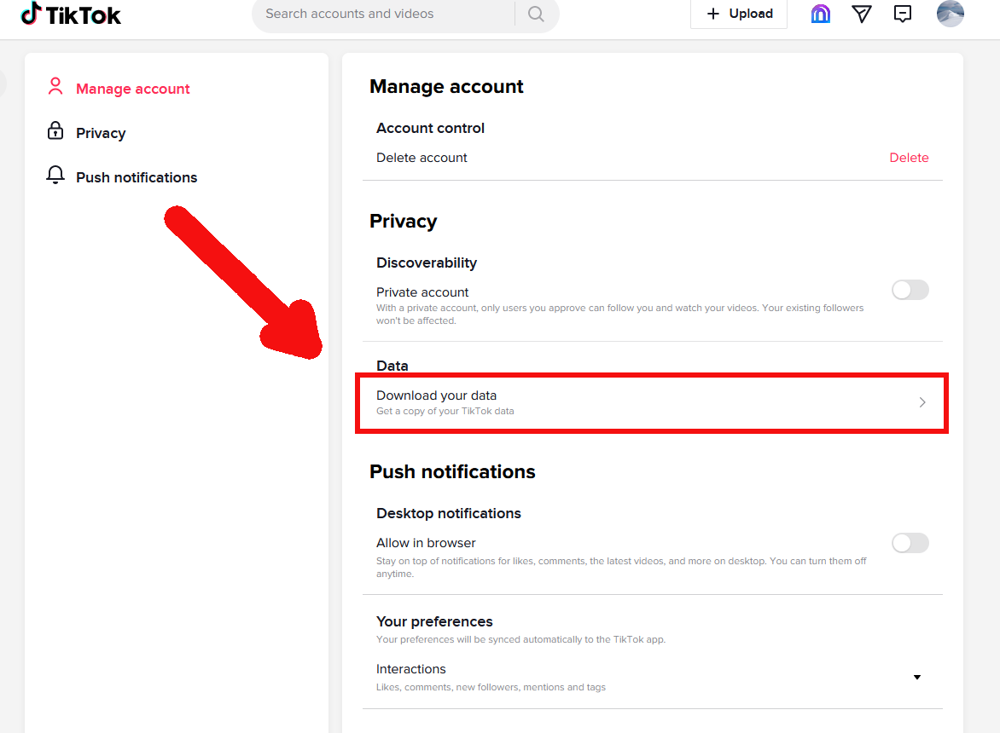 TikTok
Search accounts and videos
Upload
Manage account
Privacy
Push notifications
Manage account
Account control
Delete account
Delete
Privacy
Discoverability
Private account
With a private account, only users you approve can follow you and watch your videos. Your existing followers
won't be affected.
Data
Download your data
Get a copy of your TikTok data
Push notifications
Desktop notifications
Allow in browser
Stay on top of notifications for likes, comments, the latest videos, and more on desktop. You can turn them off
anytime.
Your preferences
Your preferences will be synced automatically to the TikTok app.
Interactions
Likes, comments, new followers, mentions and tags